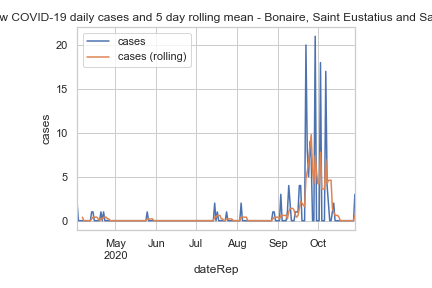 w COVID-19 daily cases and 5 day rolling mean - Bonaire, Saint Eustatius and Sa
cases
cases (rolling)
20
15
10
5
0
cases
May Jun Jul Aug Sep Oct
2020
dateRep